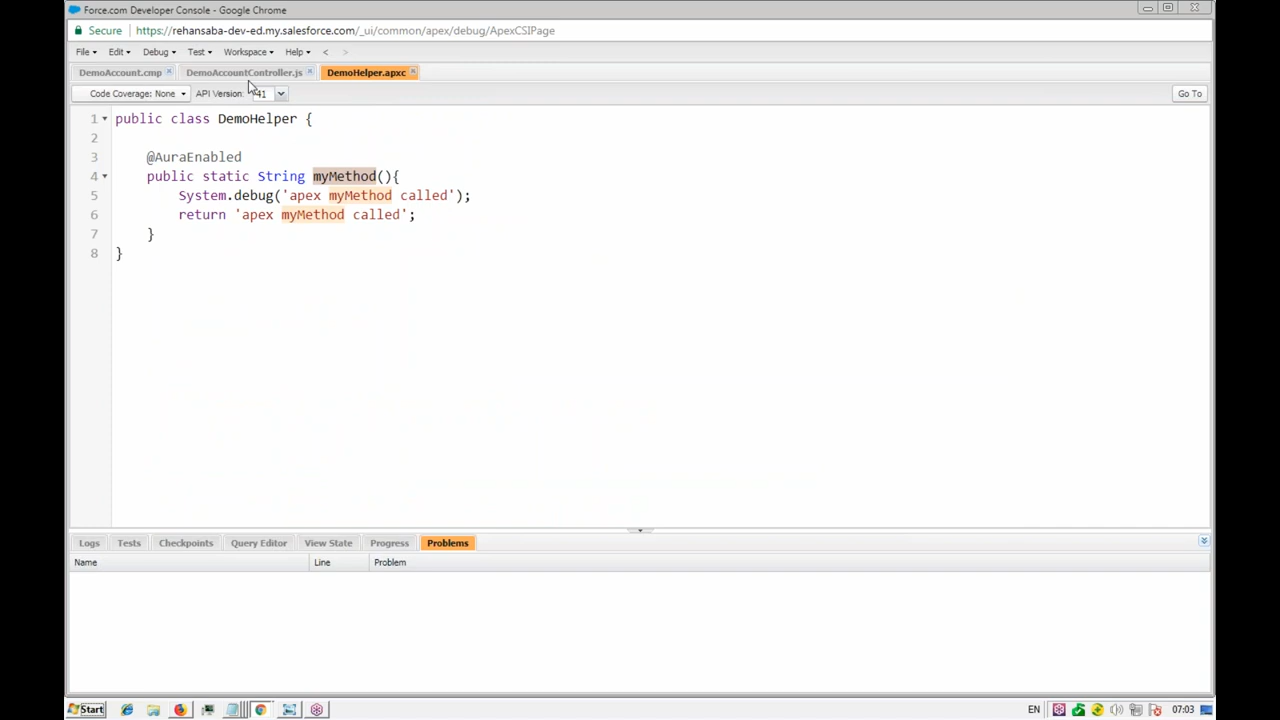 Force.com Developer Console - Google Chrome
Secure https://rehansaba-dev-ed.my.salesforce.com/_ui/common/apex/debug/ApexCSIPage
File Edit Debug Test Workspace Help < >
DemoAccount.cmp DemoAccountController.js DemoHelper.apxc
Code Coverage: None API Version: 41 Go To
1 public class DemoHelper {
2
3 @AuraEnabled
4 public static String myMethod(){
5 System.debug('apex myMethod called');
6 return 'apex myMethod called';
7 }
8 }
Logs Tests Checkpoints Query Editor View State Progress Problems
Name Line Problem
Start EN 07:03